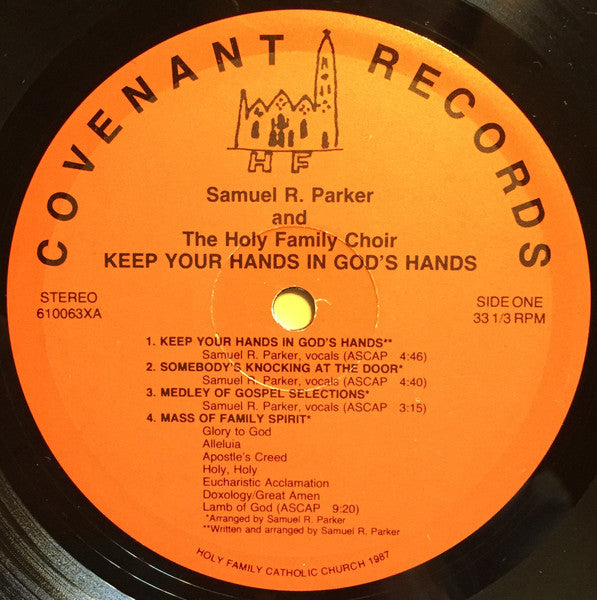 COVENANT RECORDS
H F
Samuel R. Parker
and
The Holy Family Choir
KEEP YOUR HANDS IN GOD'S HANDS
STEREO
610063XA
SIDE ONE
33 1/3 RPM
1. KEEP YOUR HANDS IN GOD'S HANDS**
Samuel R. Parker, vocals (ASCAP 4:46)
2. SOMEBODY'S KNOCKING AT THE DOOR*
Samuel R. Parker, vocals (ASCAP 4:40)
3. MEDLEY OF GOSPEL SELECTIONS*
Samuel R. Parker, vocals (ASCAP 3:15)
4. MASS OF FAMILY SPIRIT*
Glory to God
Alleluia
Apostle's Creed
Holy, Holy
Eucharistic Acclamation
Doxology/Great Amen
Lamb of God (ASCAP 9:20)
*Arranged by Samuel R. Parker
**Written and arranged by Samuel R. Parker
HOLY FAMILY CATHOLIC CHURCH 1987